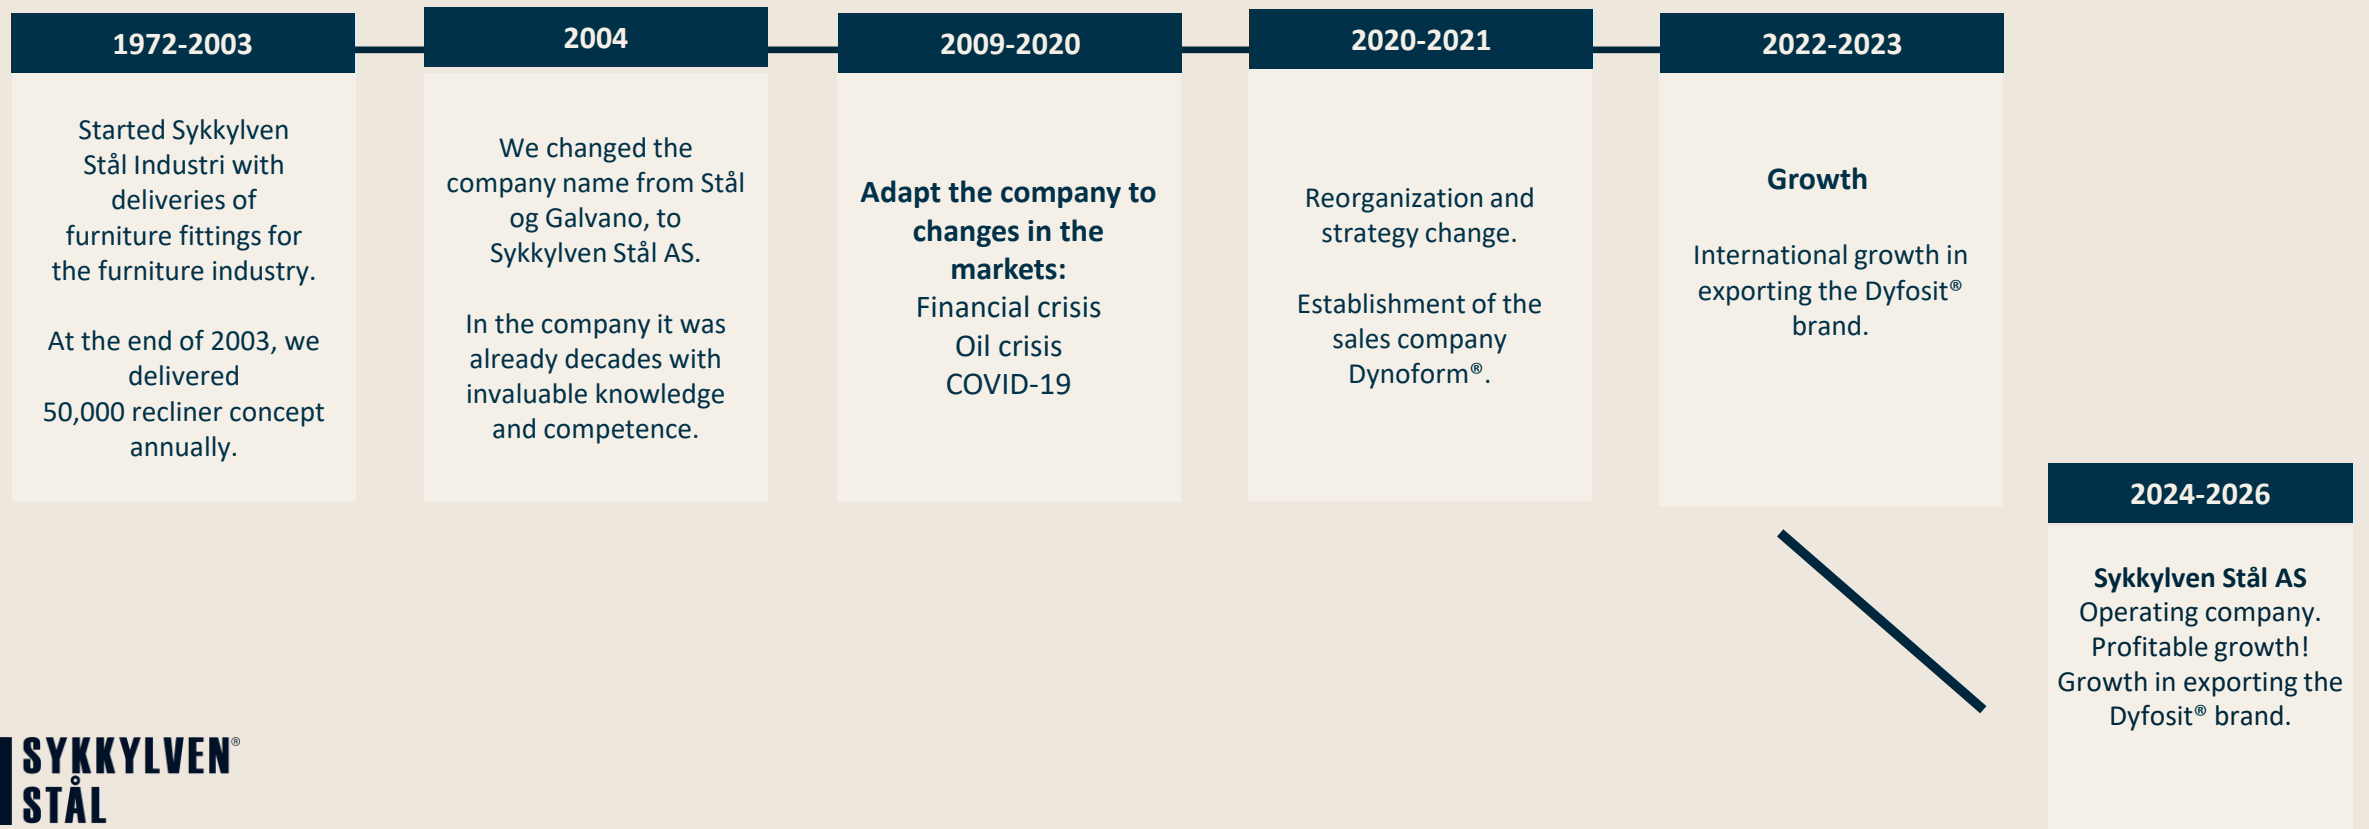 1972-2003
Started Sykkylven
Stål Industri with
deliveries of
furniture fittings for
the furniture industry.
At the end of 2003, we
delivered
50,000 recliner concept
annually.
2004
We changed the
company name from Stål
og Galvano, to
Sykkylven Stål AS.
In the company it was
already decades with
invaluable knowledge
and competence.
2009-2020
Adapt the company to
changes in the
markets:
Financial crisis
Oil crisis
COVID-19
2020-2021
Reorganization and
strategy change.
Establishment of the
sales company
Dynoform®.
2022-2023
Growth
International growth in
exporting the Dyfosit®
brand.
2024-2026
Sykkylven Stål AS
Operating company.
Profitable growth!
Growth in exporting the
Dyfosit® brand.
SYKKYLVEN®
STÅL